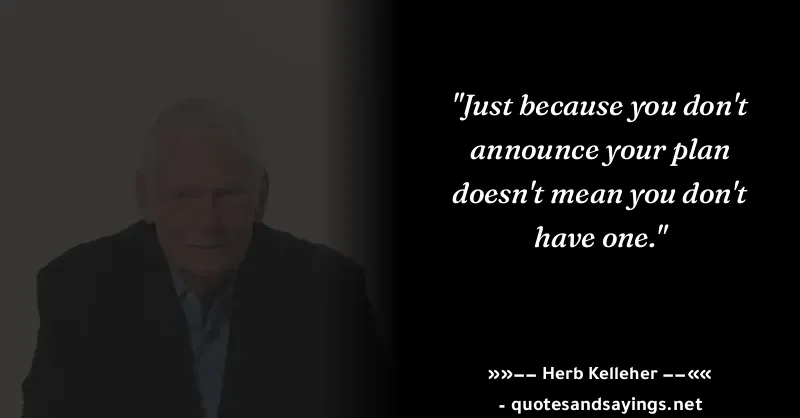 "Just because you don't
announce your plan
doesn't mean you don't
have one."
»»−− Herb Kelleher −−««
- quotesandsayings.net